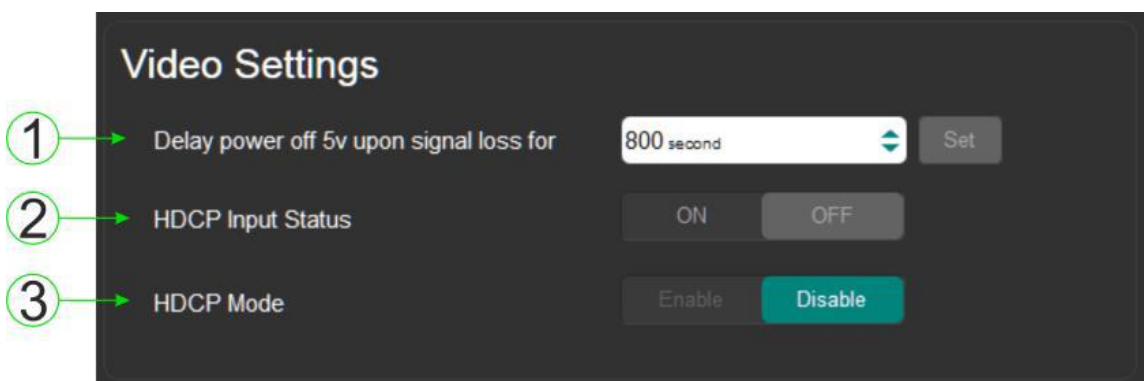 Video Settings
1 Delay power off 5v upon signal loss for 800 second Set
2 HDCP Input Status ON OFF
3 HDCP Mode Enable Disable